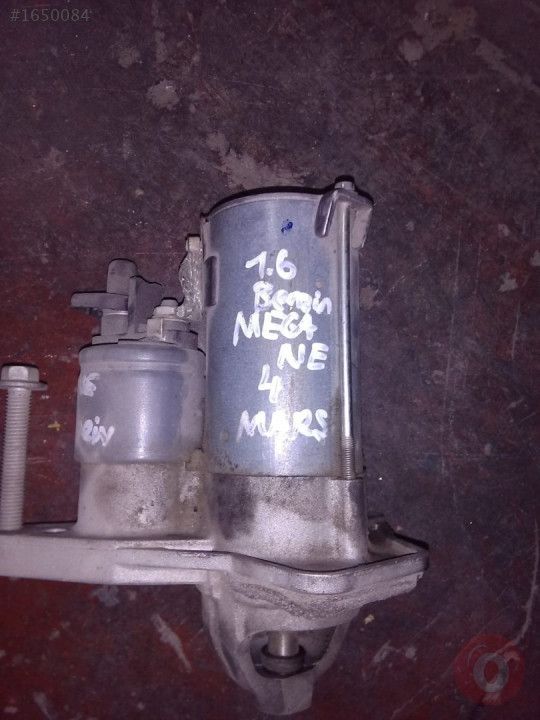 #1650084
1.6
Benzin
MEGA
NE
4
MARS